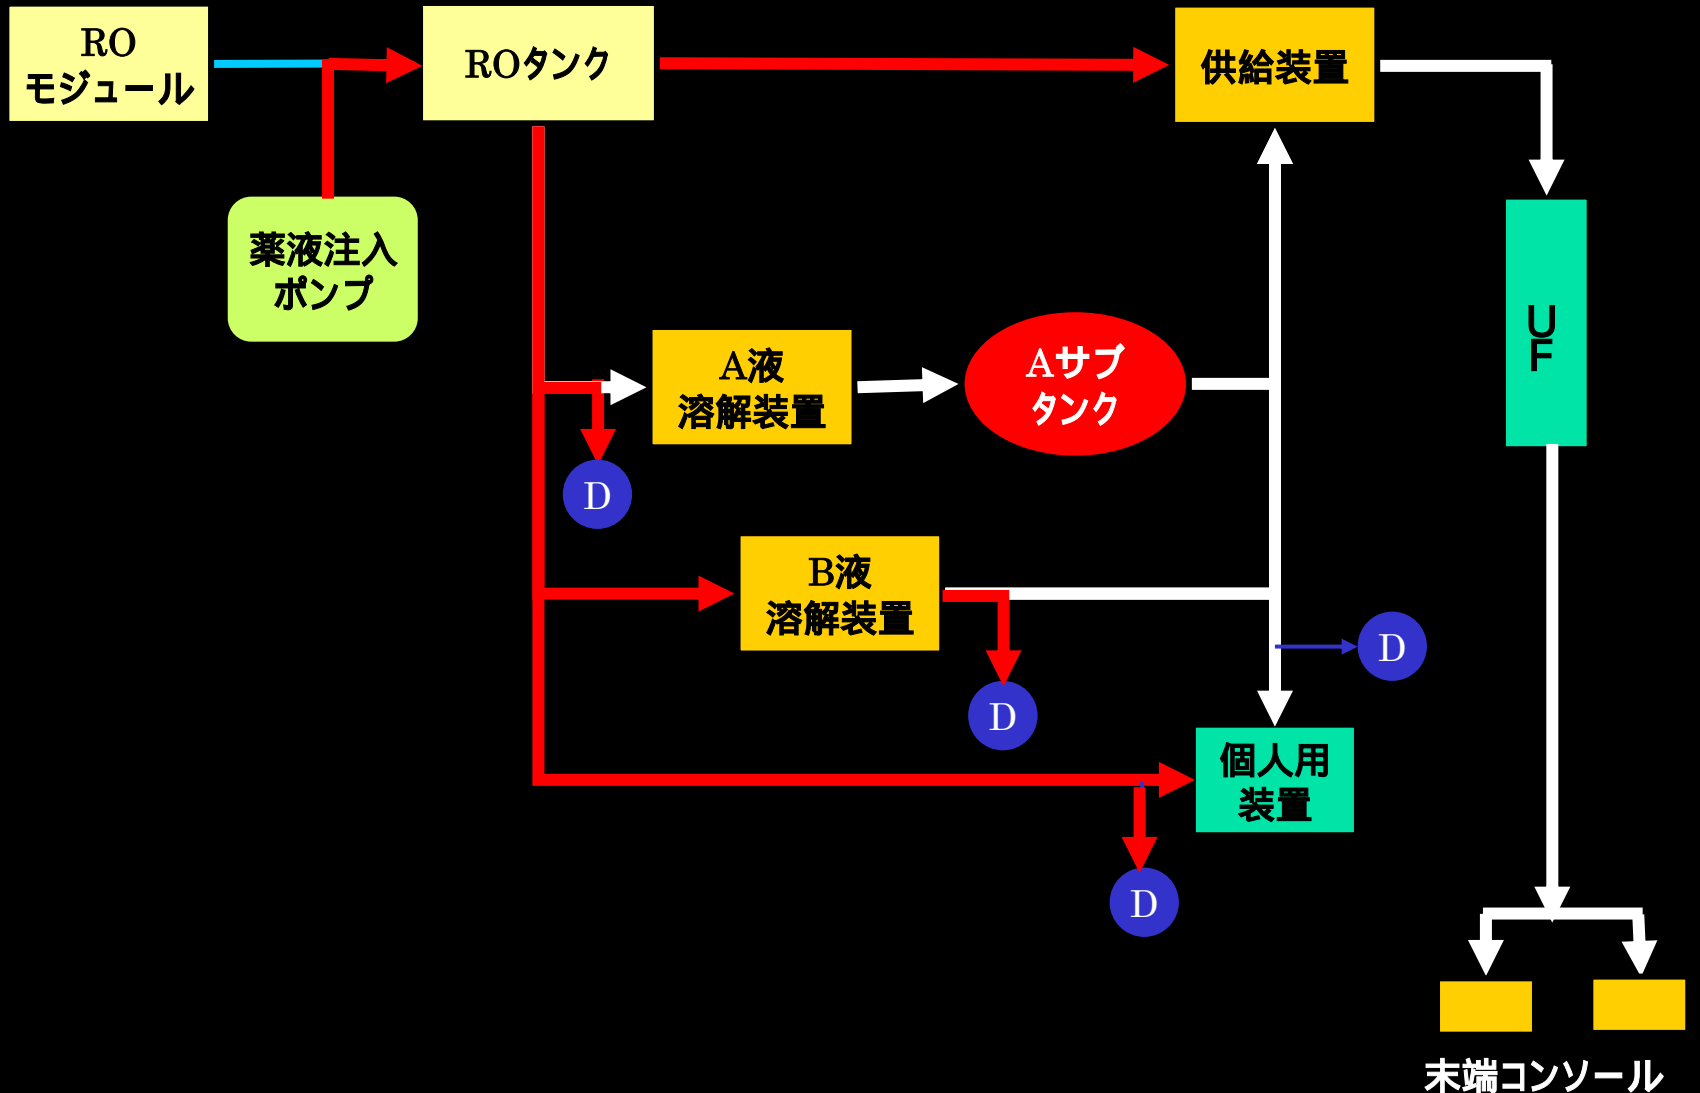 RO
モジュール
ROタンク
供給装置
薬液注入
ポンプ
UF
A液
溶解装置
Aサブ
タンク
D
B液
溶解装置
D
D
個人用
装置
D
末端コンソール